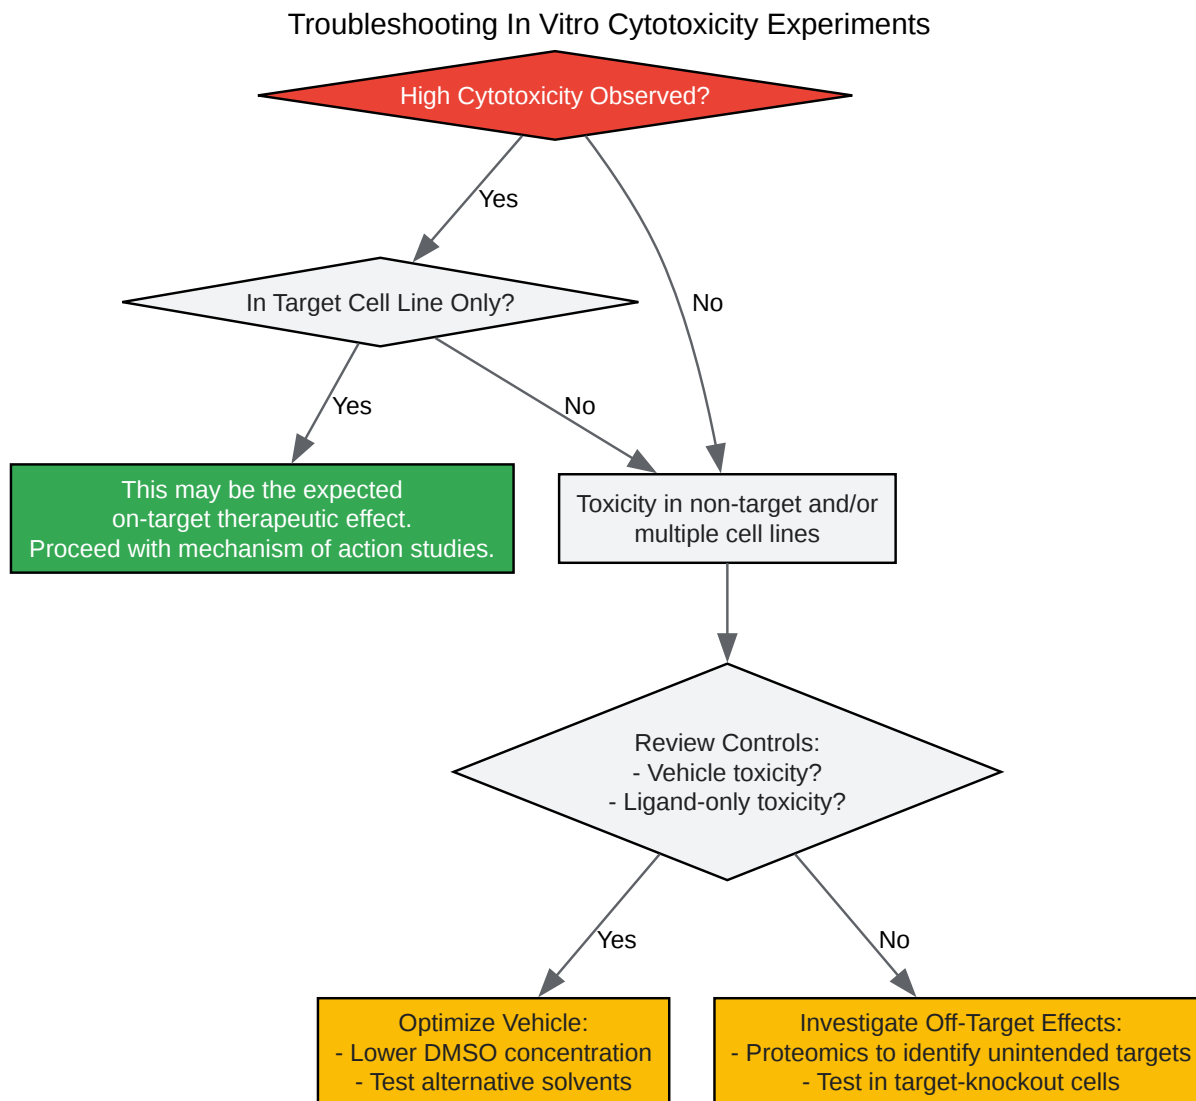 Troubleshooting In Vitro Cytotoxicity Experiments
High Cytotoxicity Observed?
Yes
No
In Target Cell Line Only?
Yes
No
This may be the expected
on-target therapeutic effect.
Proceed with mechanism of action studies.
Toxicity in non-target and/or
multiple cell lines
Review Controls:
- Vehicle toxicity?
- Ligand-only toxicity?
Yes
No
Optimize Vehicle:
- Lower DMSO concentration
- Test alternative solvents
Investigate Off-Target Effects:
- Proteomics to identify unintended targets
- Test in target-knockout cells